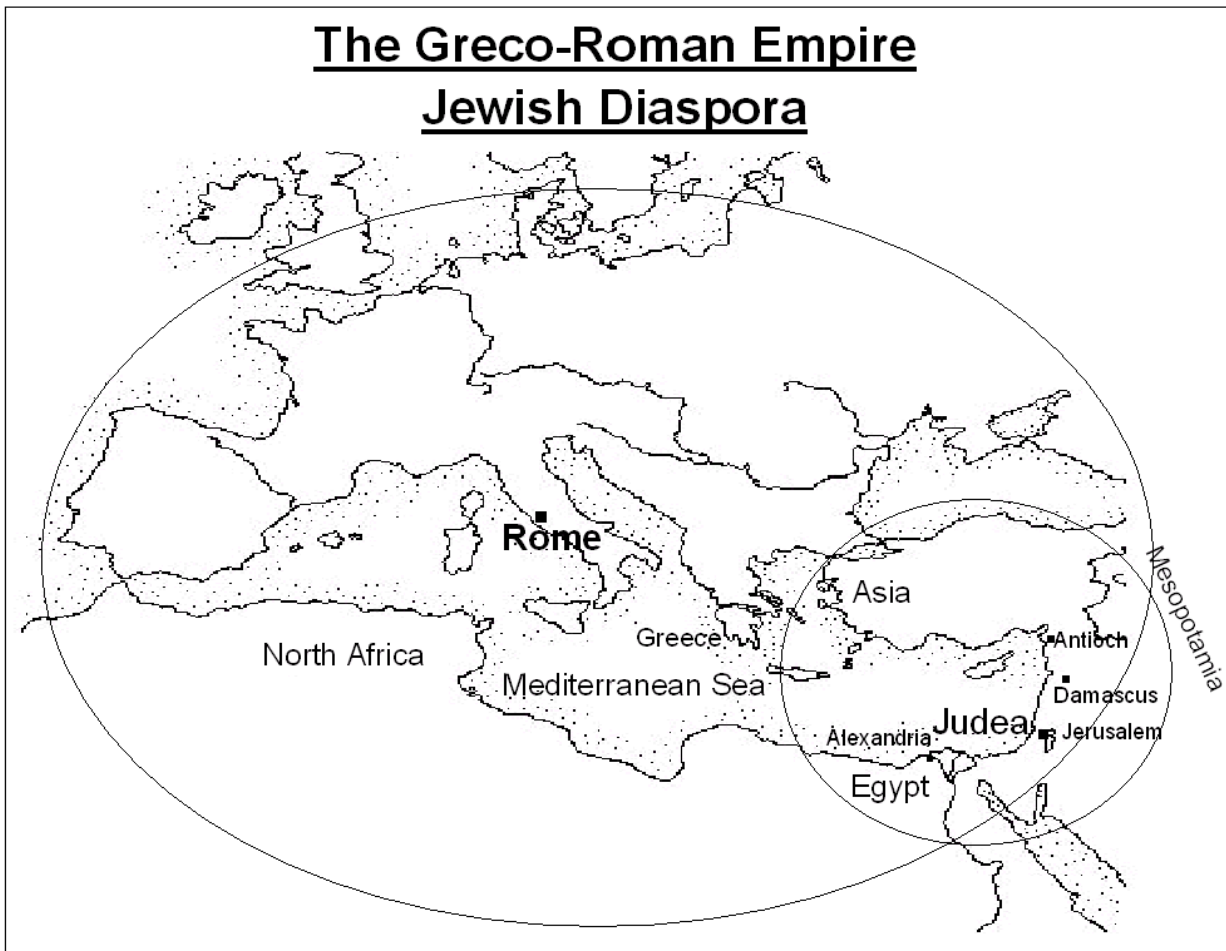 The Greco-Roman Empire
Jewish Diaspora
Rome
Mesopotamia
Asia
Greece
Antioch
North Africa
Mediterranean Sea
Damascus
Judea
Jerusalem
Alexandria
Egypt